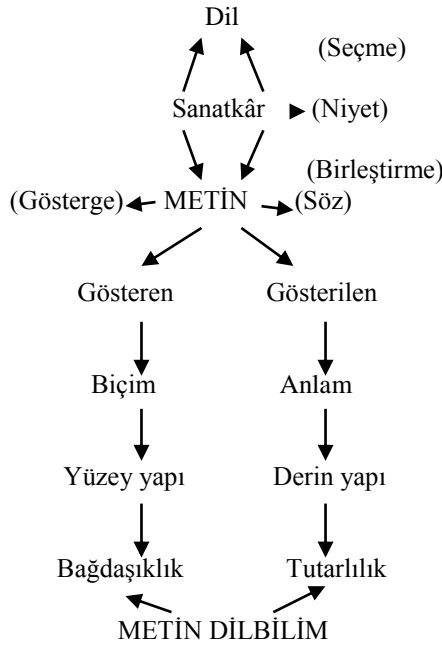 Dil
(Seçme)
Sanatkâr (Niyet)
(Birleştirme)
(Gösterge) METİN (Söz)
Gösteren Gösterilen
Biçim Anlam
Yüzey yapı Derin yapı
Bağdaşıklık Tutarlılık
METİN DİLBİLİM